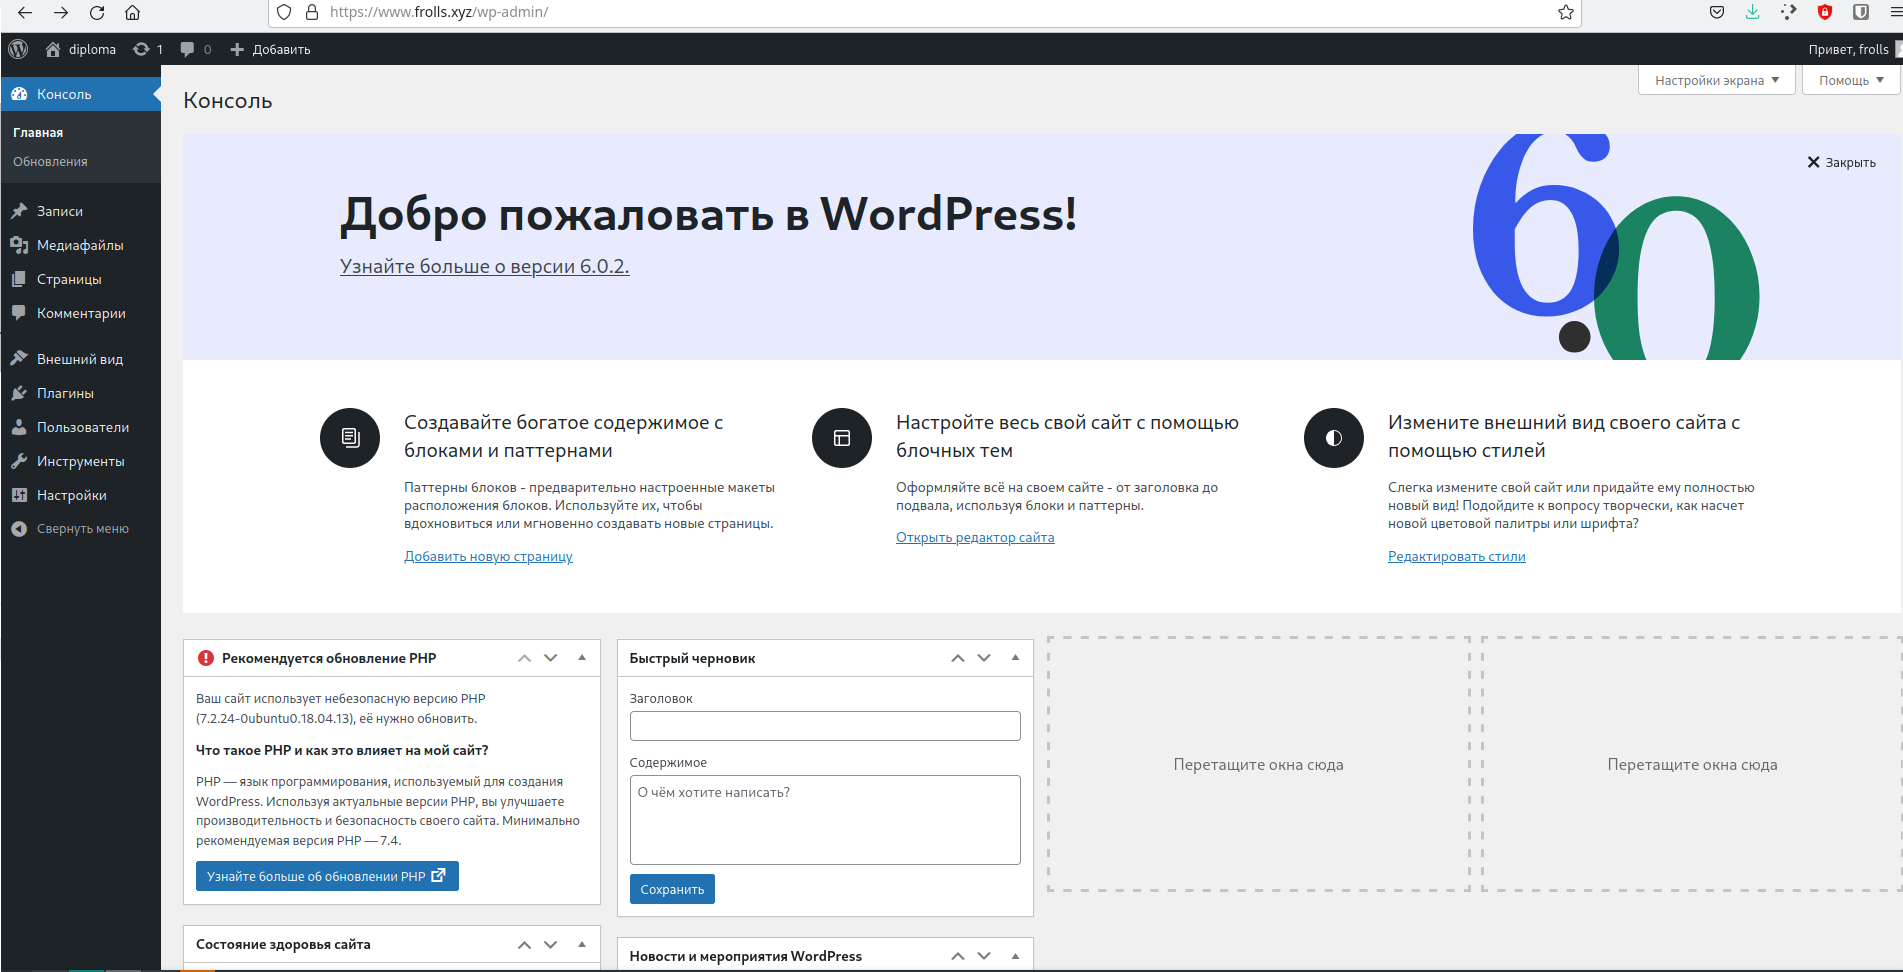 https://www.frolls.xyz/wp-admin/
diploma 1 0 Добавить
Привет, frolls
Консоль
Главная
Обновления
Записи
Медиафайлы
Страницы
Комментарии
Внешний вид
Плагины
Пользователи
Инструменты
Настройки
Свернуть меню
Настройки экрана
Помощь
Консоль
Закрыть
Добро пожаловать в WordPress!
Узнайте больше о версии 6.0.2.
6.0
Создавайте богатое содержимое с
блоками и паттернами
Паттерны блоков - предварительно настроенные макеты
расположения блоков. Используйте их, чтобы
вдохновиться или мгновенно создавать новые страницы.
Добавить новую страницу
Настройте весь свой сайт с помощью
блочных тем
Оформляйте всё на своем сайте - от заголовка до
подвала, используя блоки и паттерны.
Открыть редактор сайта
Измените внешний вид своего сайта с
помощью стилей
Слегка измените свой сайт или придайте ему полностью
новый вид! Подойдите к вопросу творчески, как насчет
новой цветовой палитры или шрифта?
Редактировать стили
Рекомендуется обновление PHP
Ваш сайт использует небезопасную версию PHP
(7.2.24-0ubuntu0.18.04.13), её нужно обновить.
Что такое PHP и как это влияет на мой сайт?
PHP — язык программирования, используемый для создания
WordPress. Используя актуальные версии PHP, вы улучшаете
производительность и безопасность своего сайта. Минимально
рекомендуемая версия PHP — 7.4.
Узнайте больше об обновлении PHP
Состояние здоровья сайта
Быстрый черновик
Заголовок
Содержимое
О чём хотите написать?
Сохранить
Новости и мероприятия WordPress
Перетащите окна сюда
Перетащите окна сюда